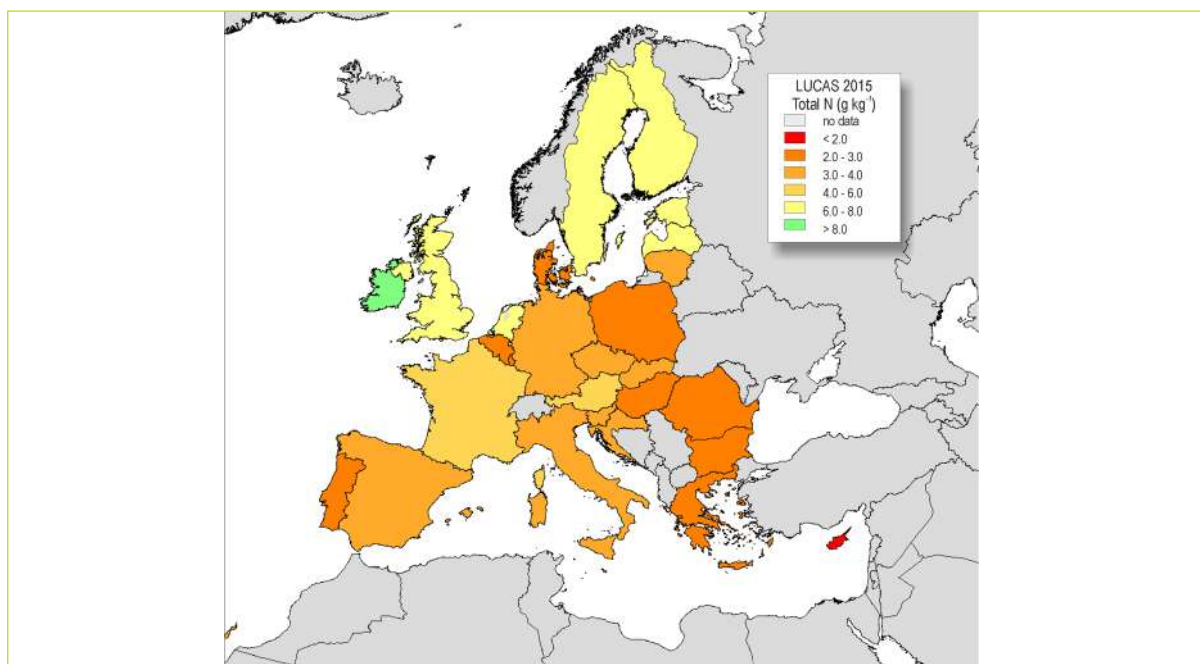 LUCAS 2015
Total N (g kg⁻¹)
no data
< 2.0
2.0 - 3.0
3.0 - 4.0
4.0 - 6.0
6.0 - 8.0
> 8.0